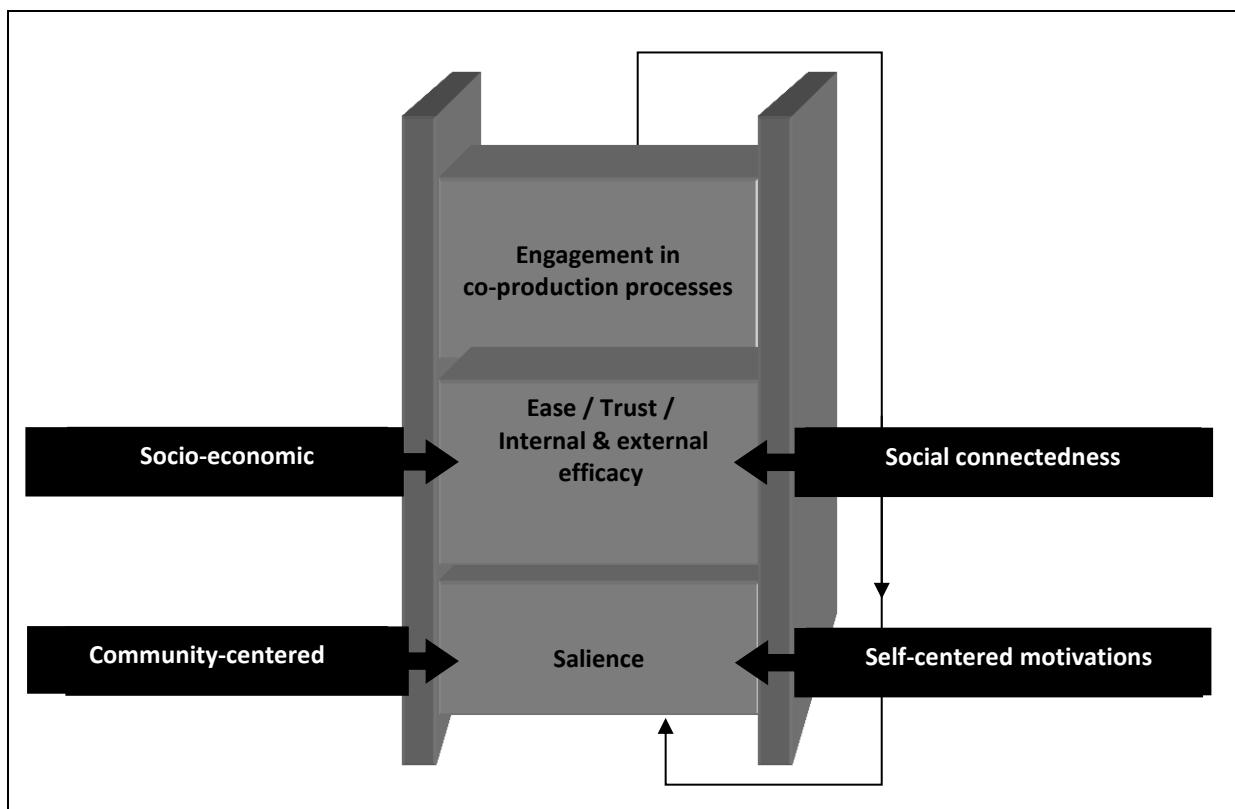 Engagement in
co-production processes
Ease / Trust /
Internal & external
efficacy
Socio-economic
Social connectedness
Community-centered
Salience
Self-centered motivations